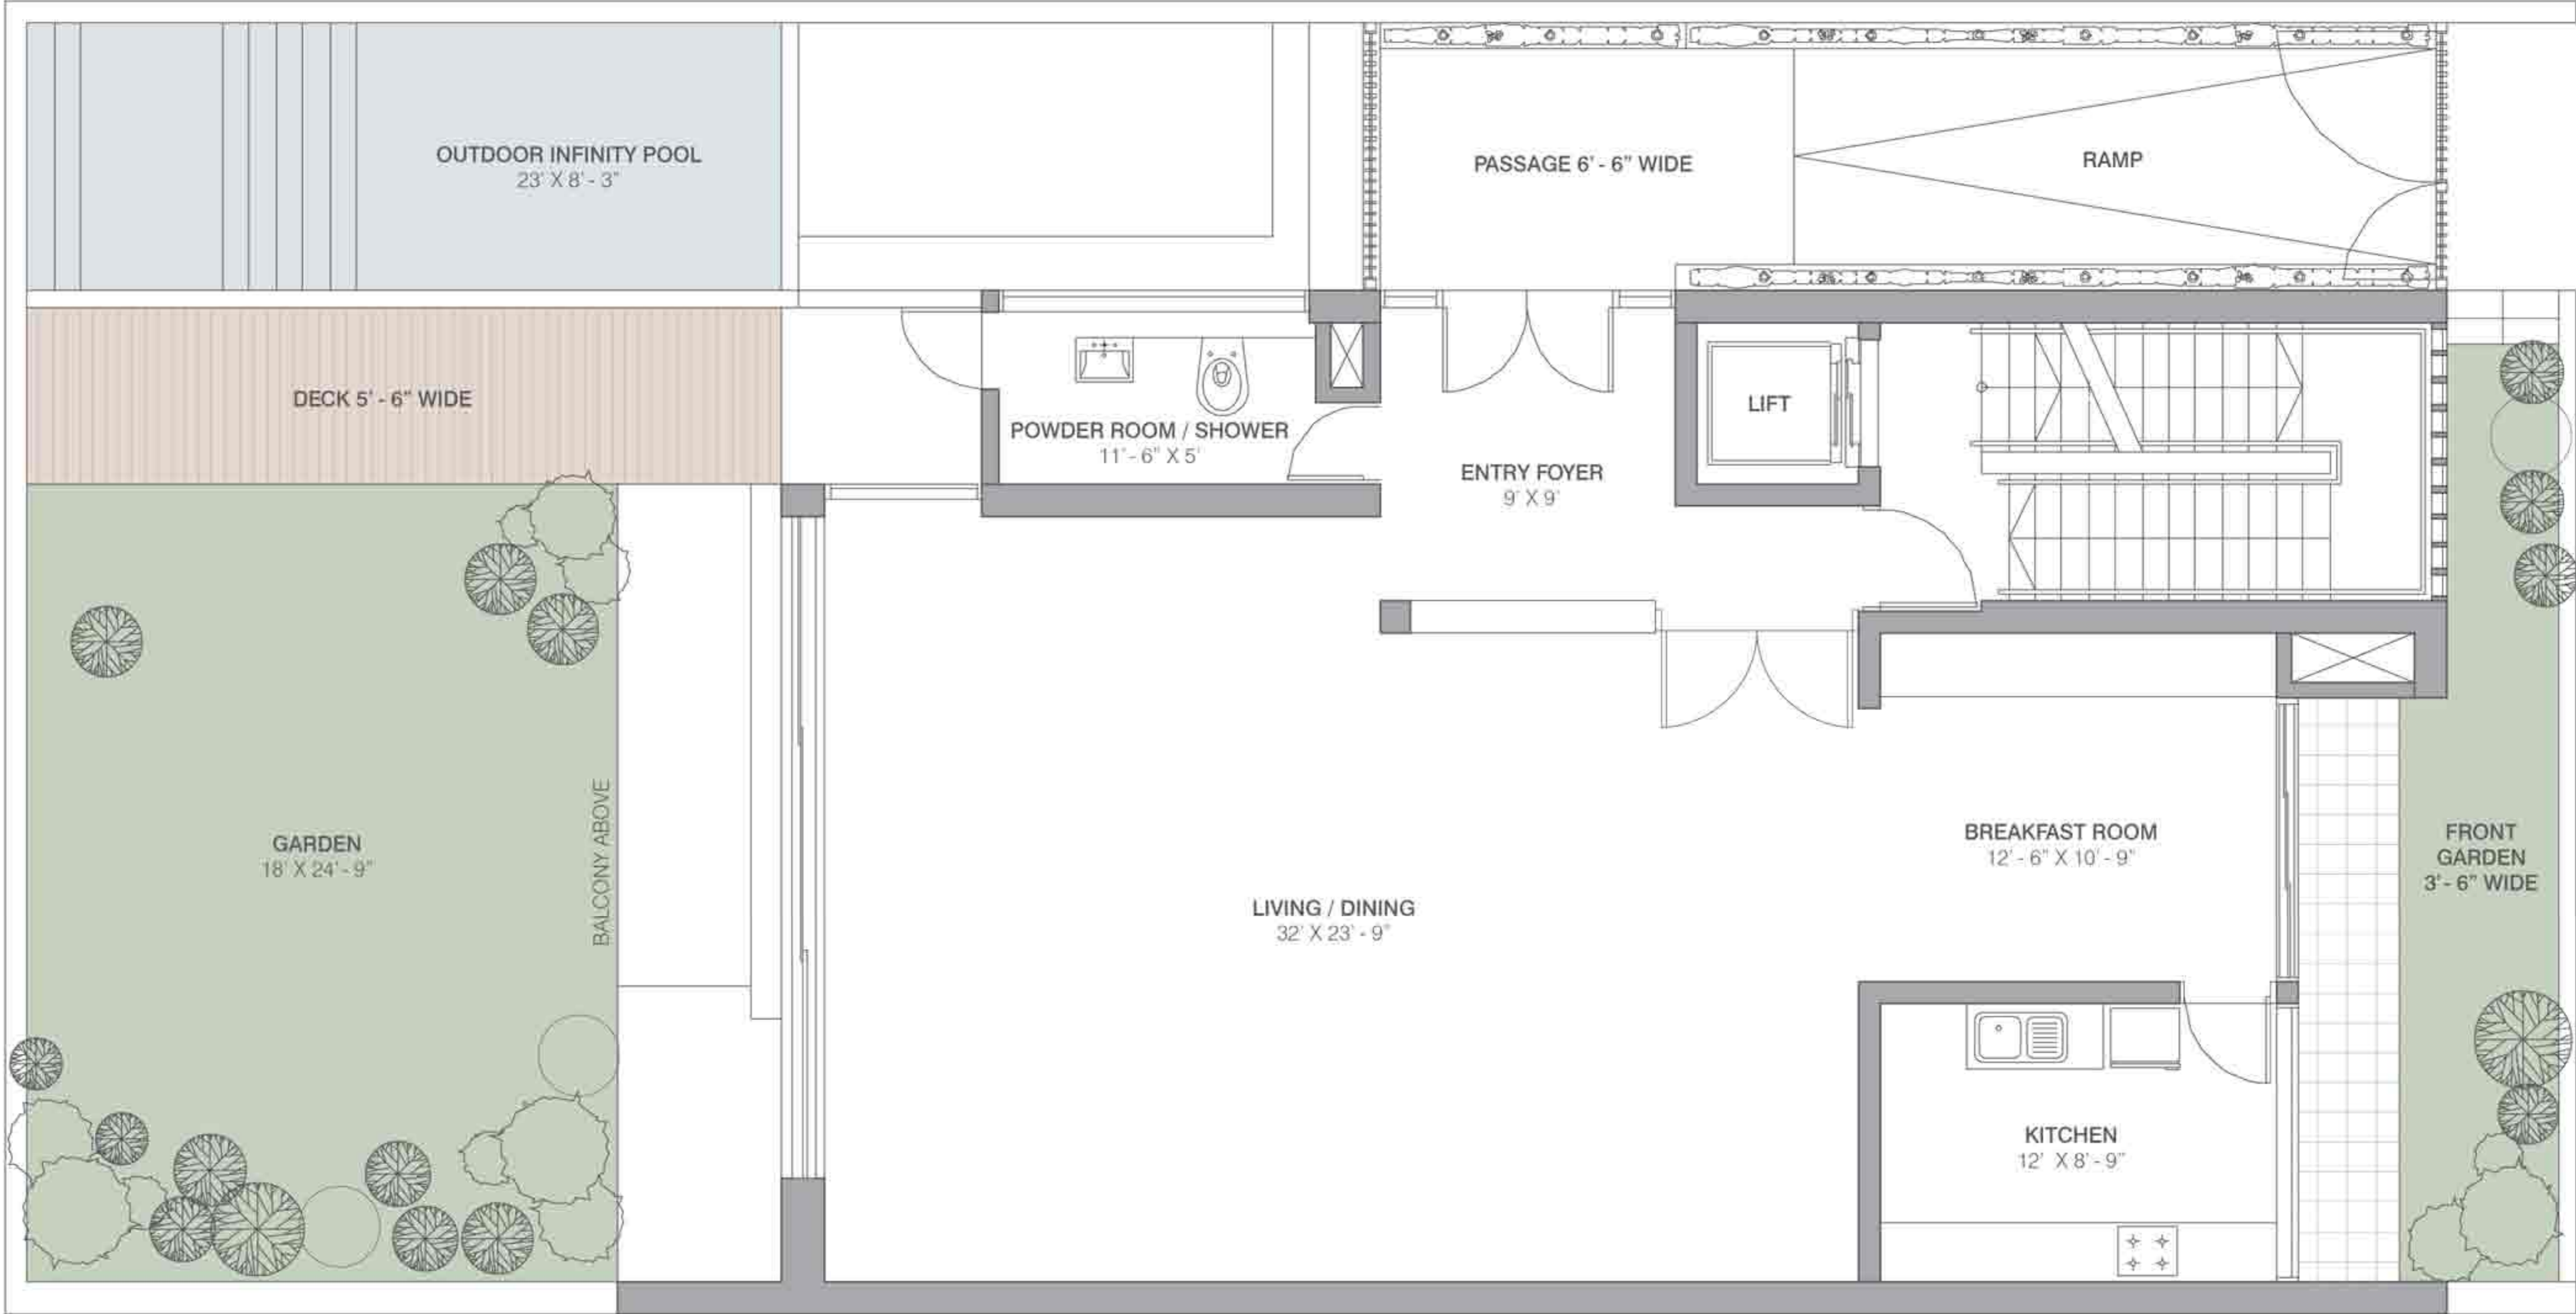 OUTDOOR INFINITY POOL
23' X 8' - 3"
PASSAGE 6' - 6" WIDE
RAMP
DECK 5' - 6" WIDE
POWDER ROOM / SHOWER
11' - 6" X 5'
LIFT
ENTRY FOYER
9' X 9'
GARDEN
18' X 24' - 9"
BALCONY ABOVE
LIVING / DINING
32' X 23' - 9"
BREAKFAST ROOM
12' - 6" X 10' - 9"
FRONT
GARDEN
3' - 6" WIDE
KITCHEN
12' X 8' - 9"